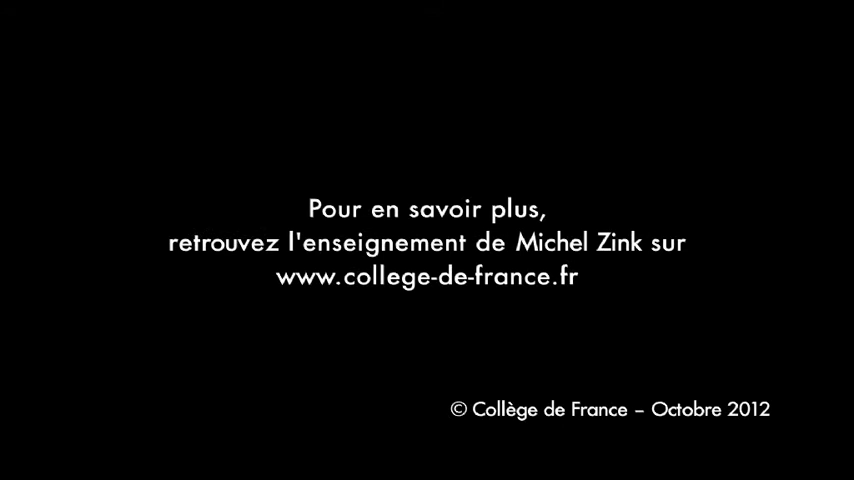 Pour en savoir plus,
retrouvez l'enseignement de Michel Zink sur
www.college-de-france.fr
© Collège de France – Octobre 2012